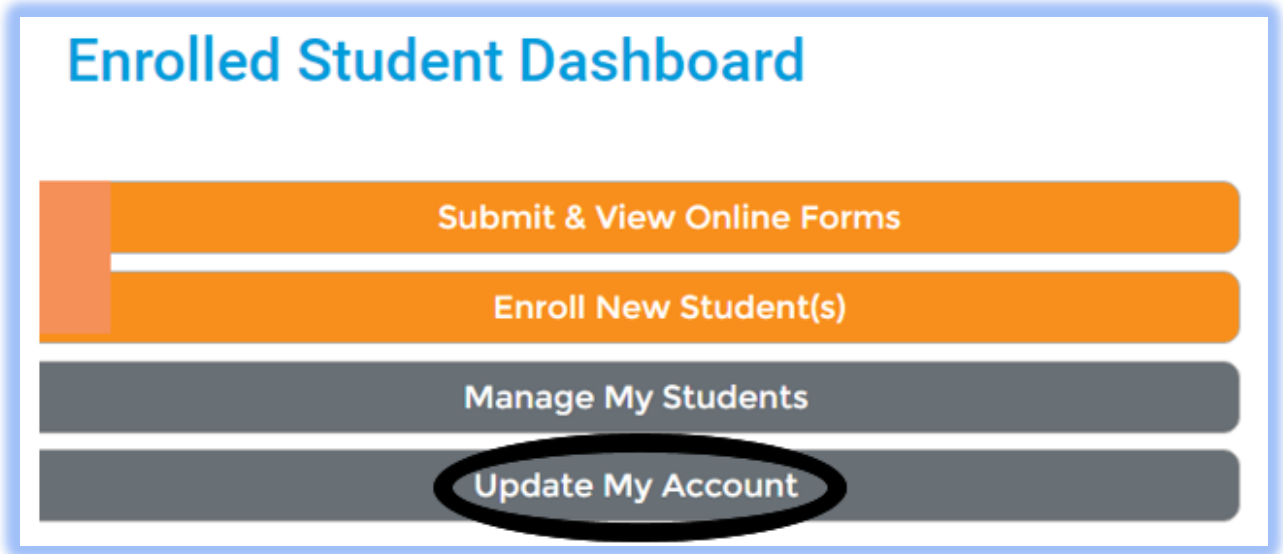 Enrolled Student Dashboard
Submit & View Online Forms
Enroll New Student(s)
Manage My Students
Update My Account